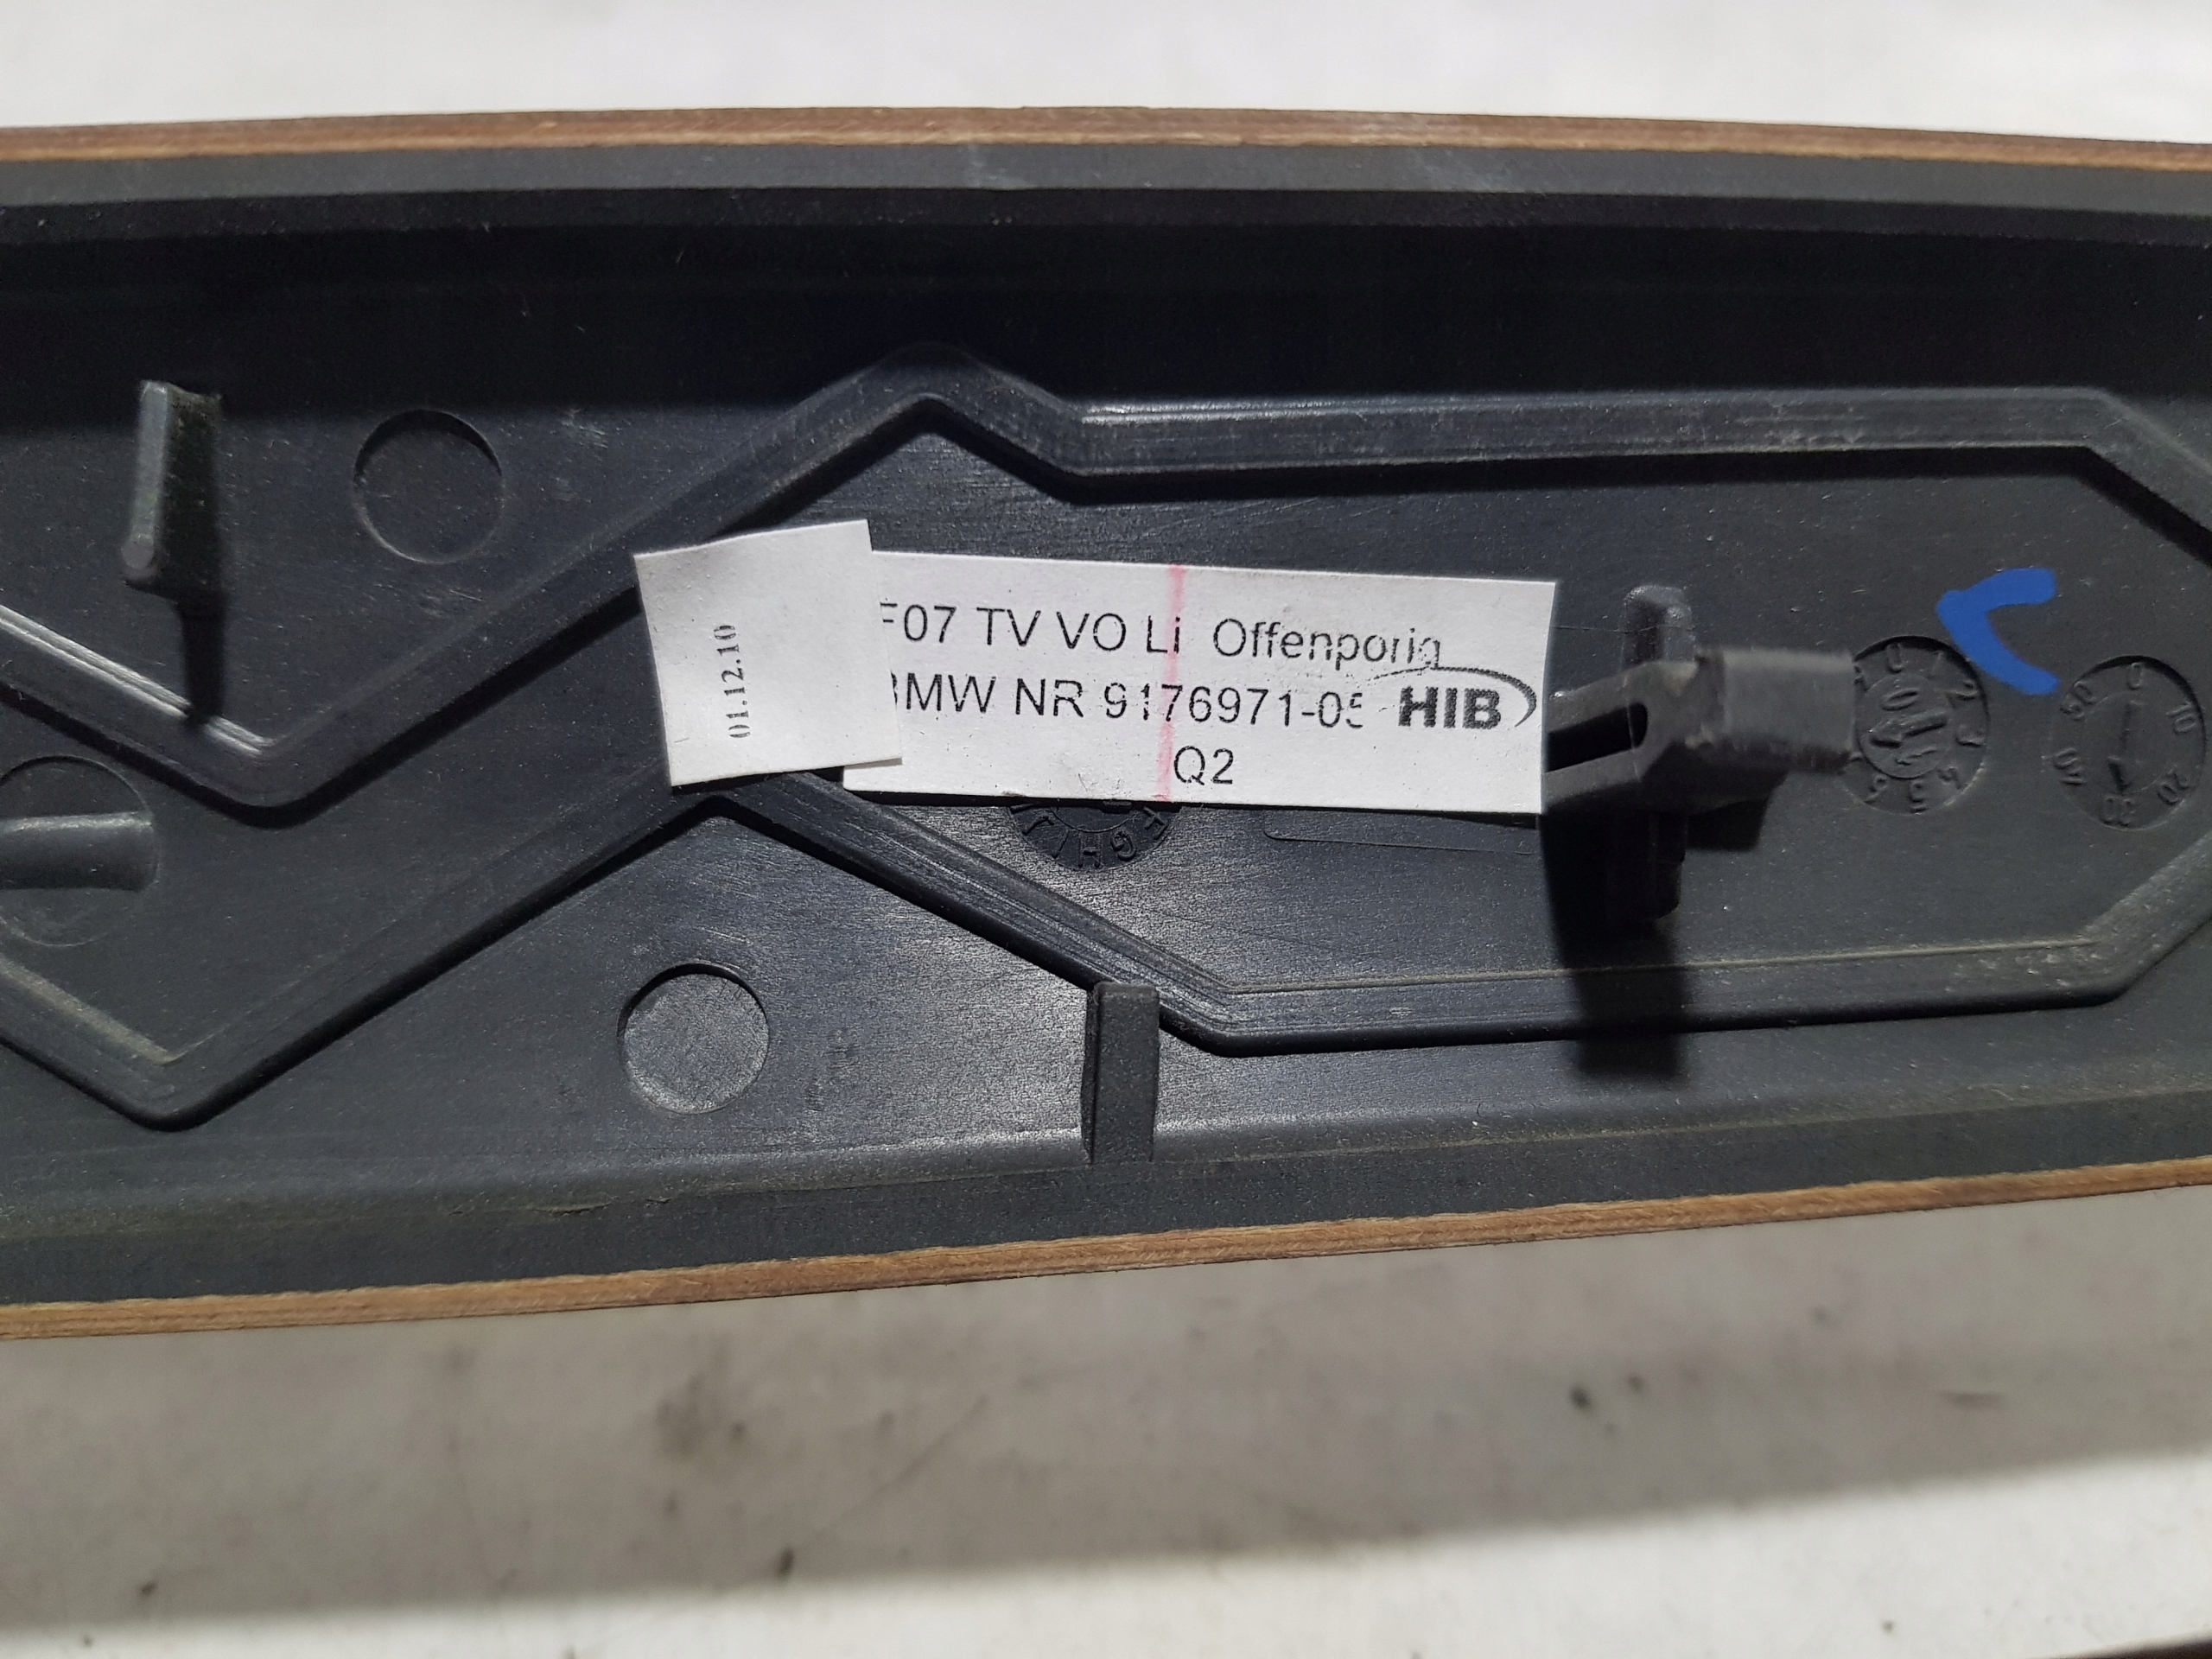 01.12.10
F07 TV VO Li Offenporig
BMW NR 9176971-05
HIB
Q2